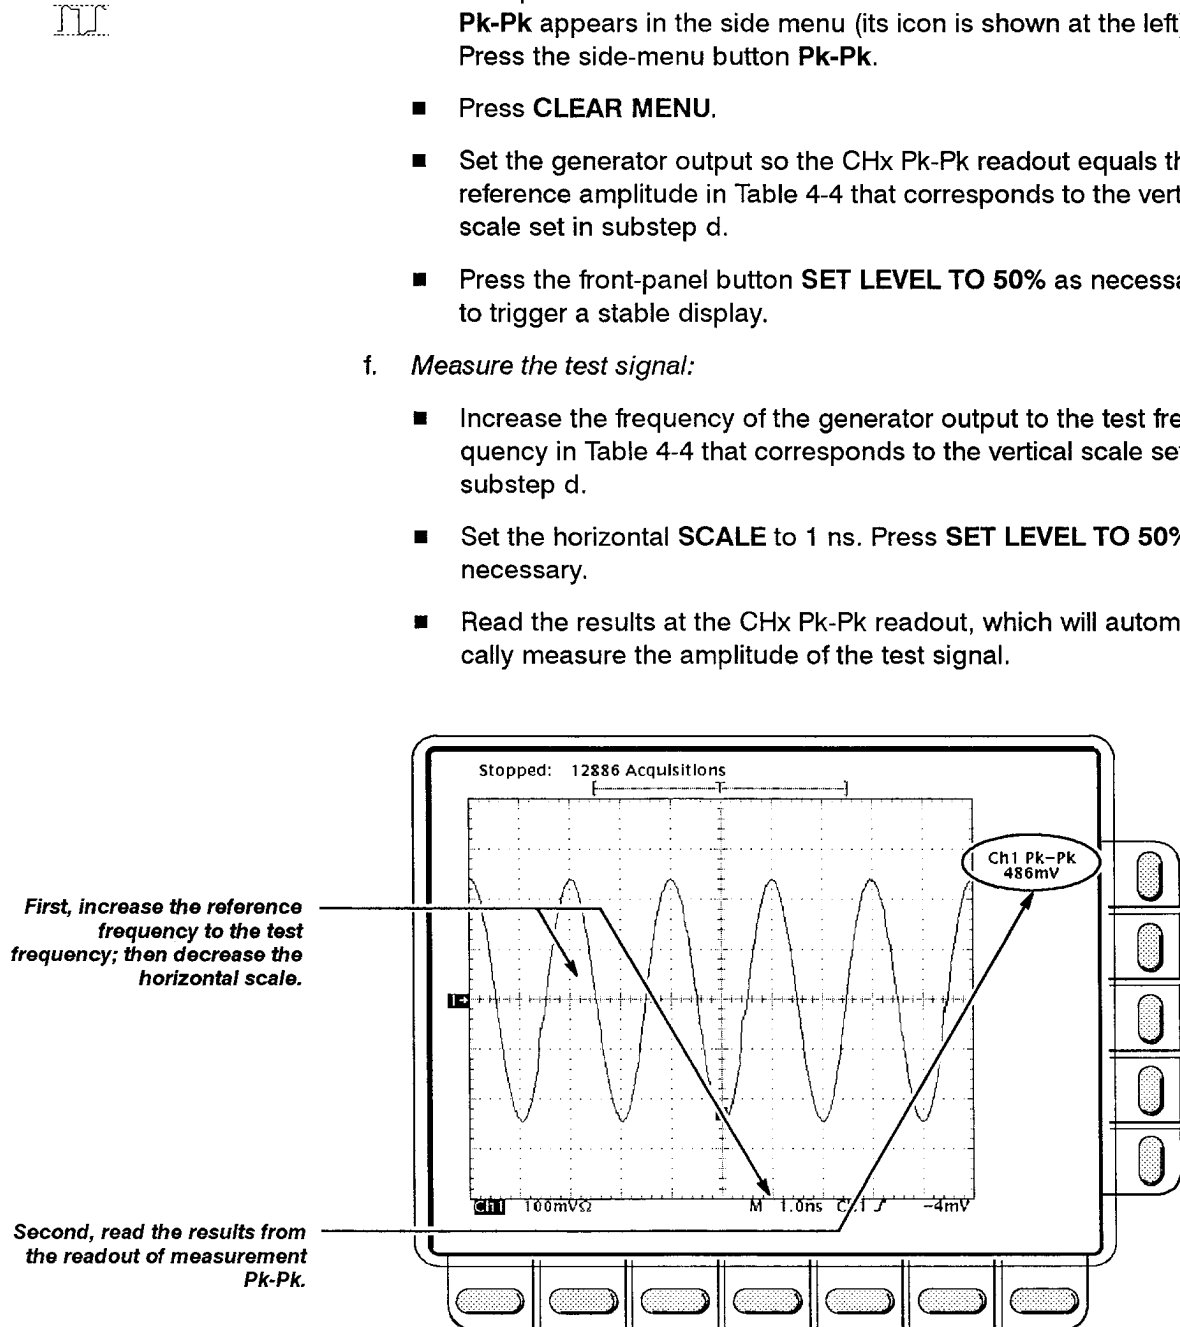 Pk-Pk appears in the side menu (its icon is shown at the left)
Press the side-menu button Pk-Pk.
■ Press CLEAR MENU.
■ Set the generator output so the CHx Pk-Pk readout equals th
reference amplitude in Table 4-4 that corresponds to the vert
scale set in substep d.
■ Press the front-panel button SET LEVEL TO 50% as necessa
to trigger a stable display.
f. Measure the test signal:
■ Increase the frequency of the generator output to the test fre
quency in Table 4-4 that corresponds to the vertical scale set
substep d.
■ Set the horizontal SCALE to 1 ns. Press SET LEVEL TO 50%
necessary.
■ Read the results at the CHx Pk-Pk readout, which will autom
cally measure the amplitude of the test signal.
Stopped: 12886 Acquisitions
Ch1 Pk–Pk
486mV
First, increase the reference
frequency to the test
frequency; then decrease the
horizontal scale.
1→
Ch1 100mVΩ M 1.0ns Ch1 –4mV
Second, read the results from
the readout of measurement
Pk-Pk.